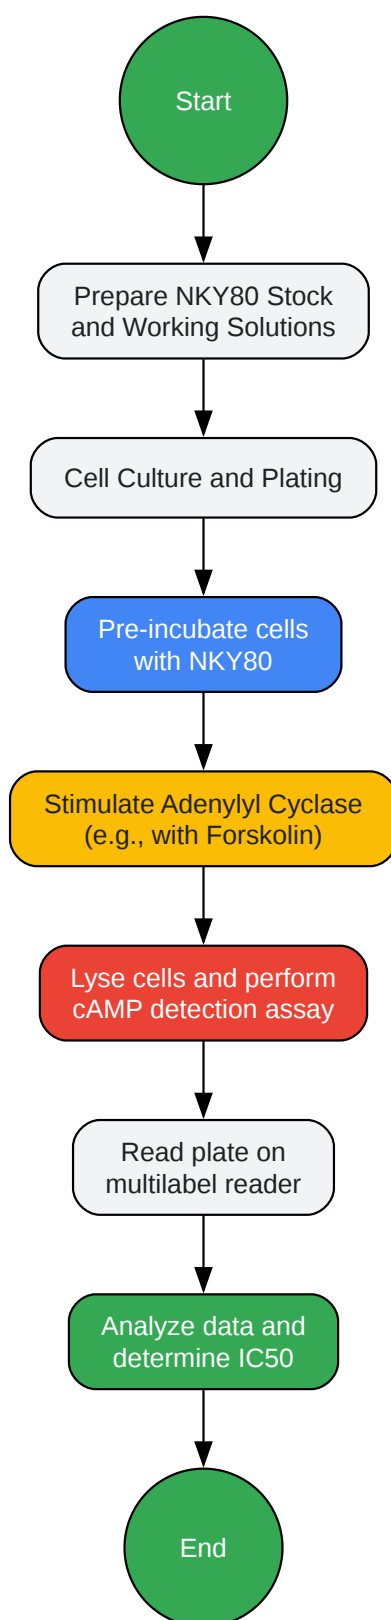 Start
Prepare NKY80 Stock
and Working Solutions
Cell Culture and Plating
Pre-incubate cells
with NKY80
Stimulate Adenylyl Cyclase
(e.g., with Forskolin)
Lyse cells and perform
cAMP detection assay
Read plate on
multilabel reader
Analyze data and
determine IC50
End